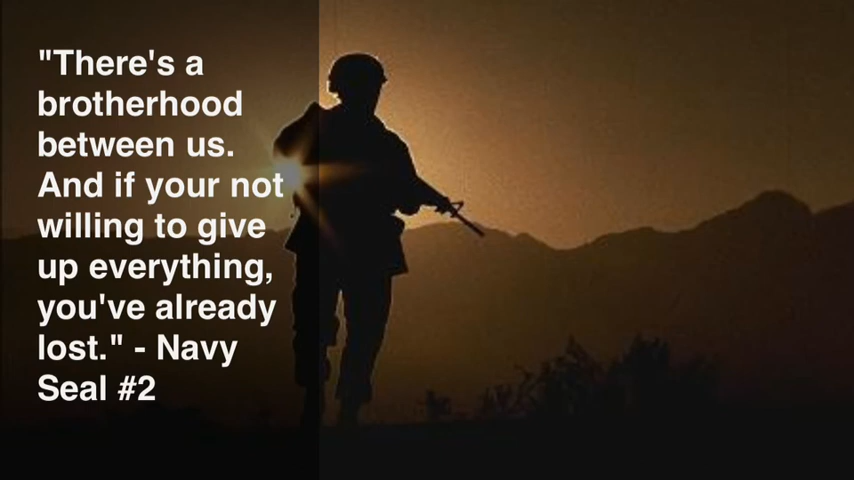 "There's a
brotherhood
between us.
And if your not
willing to give
up everything,
you've already
lost." - Navy
Seal #2